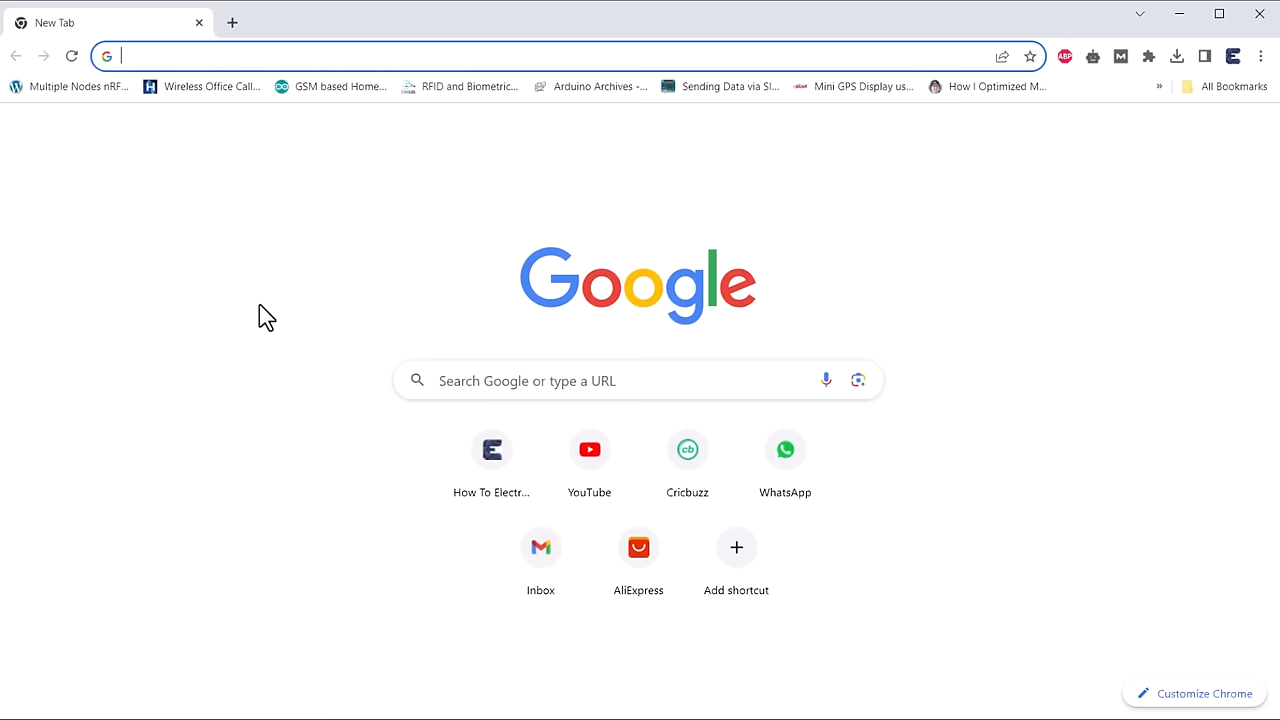 New Tab
Multiple Nodes nRF...
Wireless Office Call...
GSM based Home...
RFID and Biometric...
Arduino Archives -...
Sending Data via SI...
Mini GPS Display us...
How I Optimized M...
»
All Bookmarks
Google
Search Google or type a URL
How To Electr...
YouTube
Cricbuzz
WhatsApp
Inbox
AliExpress
Add shortcut
Customize Chrome